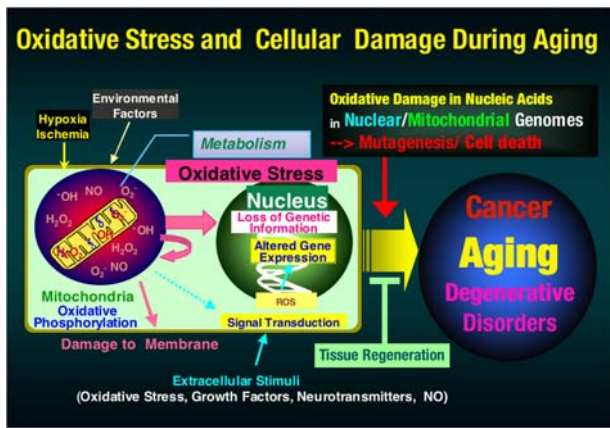 Oxidative Stress and Cellular Damage During Aging
Hypoxia
Ischemia
Environmental
Factors
Metabolism
Oxidative Damage in Nucleic Acids
in Nuclear/Mitochondrial Genomes
--> Mutagenesis/ Cell death
Oxidative Stress
Nucleus
Loss of Genetic
Information
Altered Gene
Expression
ROS
Signal Transduction
·OH NO O₂⁻
H₂O₂
·OH
H₂O₂
O₂⁻ NO
Mitochondria
Oxidative
Phosphorylation
Damage to Membrane
Extracellular Stimuli
(Oxidative Stress, Growth Factors, Neurotransmitters, NO)
Tissue Regeneration
Cancer
Aging
Degenerative
Disorders